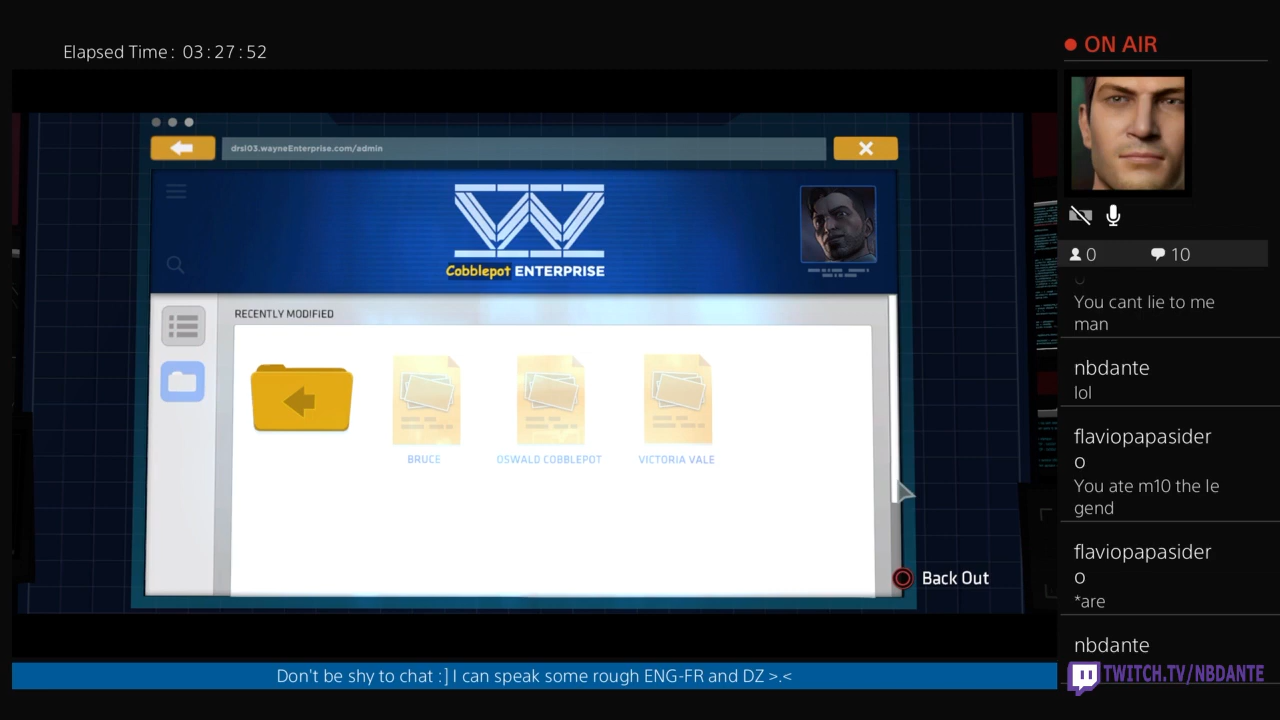 Elapsed Time: 03:27:52
ON AIR
drsl03.wayneEnterprise.com/admin
Cobblepot ENTERPRISE
RECENTLY MODIFIED
BRUCE
OSWALD COBBLEPOT
VICTORIA VALE
Back Out
0
10
You cant lie to me
man
nbdante
lol
flaviopapasider
o
You ate m10 the le
gend
flaviopapasider
o
*are
nbdante
TWITCH.TV/NBDANTE
Don't be shy to chat :] I can speak some rough ENG-FR and DZ >.<